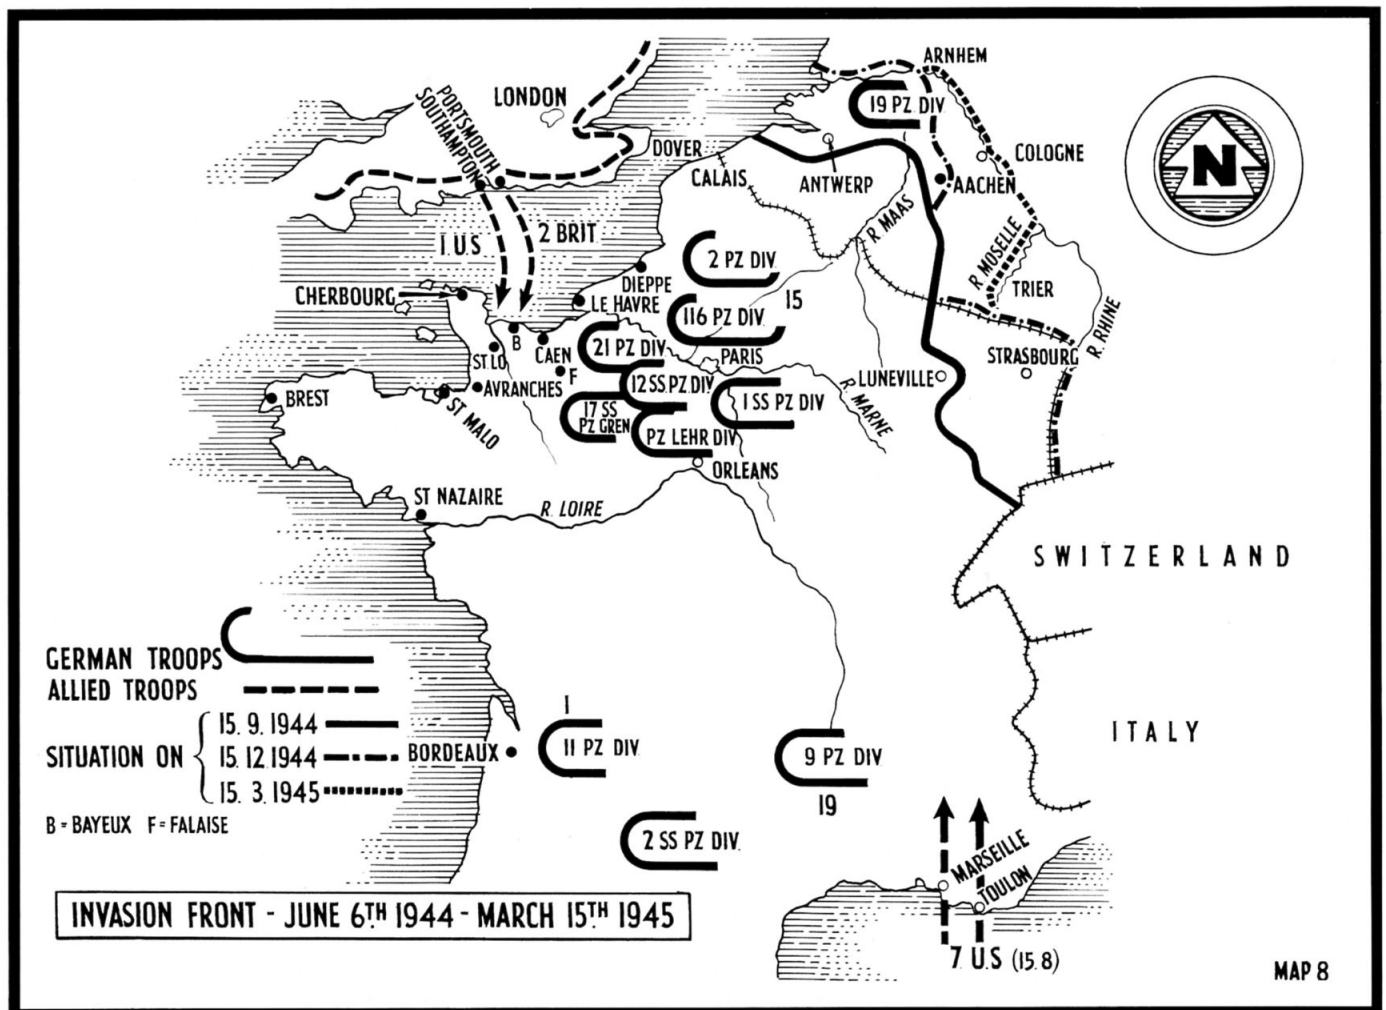 ARNHEM
LONDON
PORTSMOUTH
SOUTHAMPTON
19 PZ DIV
DOVER
COLOGNE
CALAIS
ANTWERP
AACHEN
N
R MAAS
1.U.S
2 BRIT
2 PZ DIV
R MOSELLE
DIEPPE
TRIER
CHERBOURG
LE HAVRE
15
116 PZ DIV.
R. RHINE
B
CAEN
21 PZ DIV
PARIS
STRASBOURG
ST LO
F
LUNEVILLE
AVRANCHES
12 SS. PZ. DIV
BREST
ST MALO
17 SS
PZ GREN
1 SS PZ DIV
R. MARNE
PZ LEHR DIV
ORLEANS
ST NAZAIRE
R. LOIRE
SWITZERLAND
GERMAN TROOPS
ALLIED TROOPS
SITUATION ON
15. 9. 1944
15. 12. 1944
15. 3. 1945
B = BAYEUX F = FALAISE
I
BORDEAUX
11 PZ DIV.
ITALY
9 PZ DIV
19
2 SS PZ DIV.
MARSEILLE
TOULON
INVASION FRONT - JUNE 6TH 1944 - MARCH 15TH 1945
7. U.S (15.8)
MAP 8